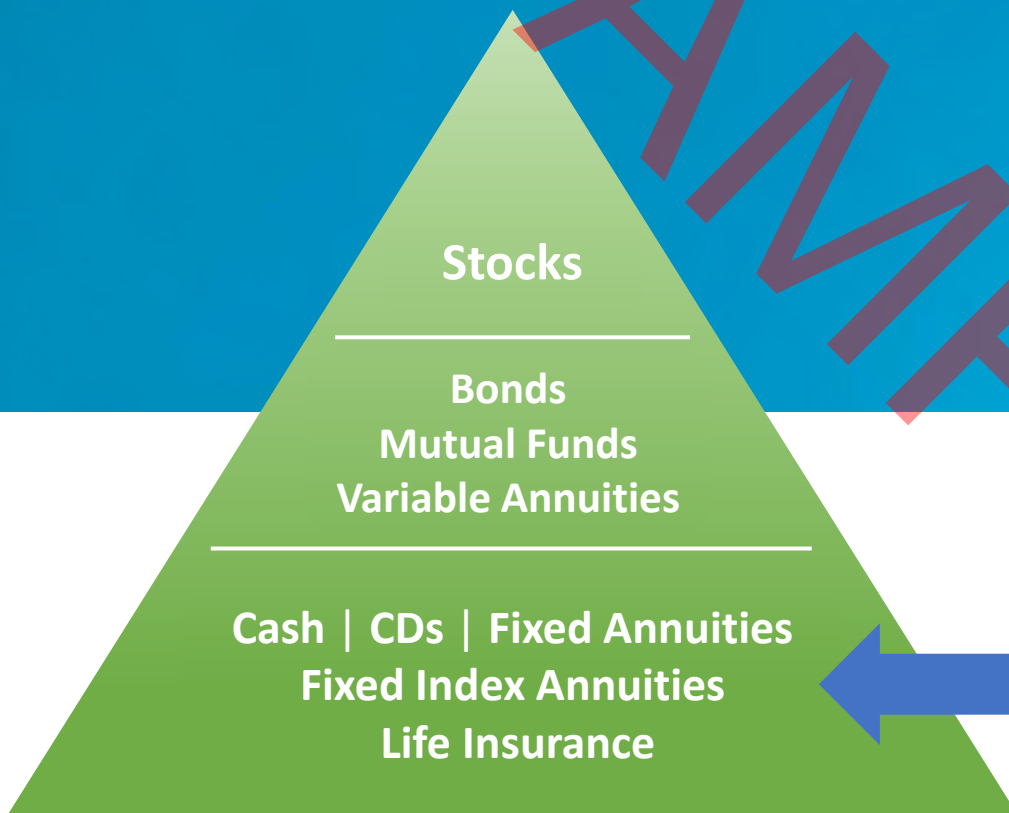 Stocks
Bonds
Mutual Funds
Variable Annuities
Cash | CDs | Fixed Annuities
Fixed Index Annuities
Life Insurance